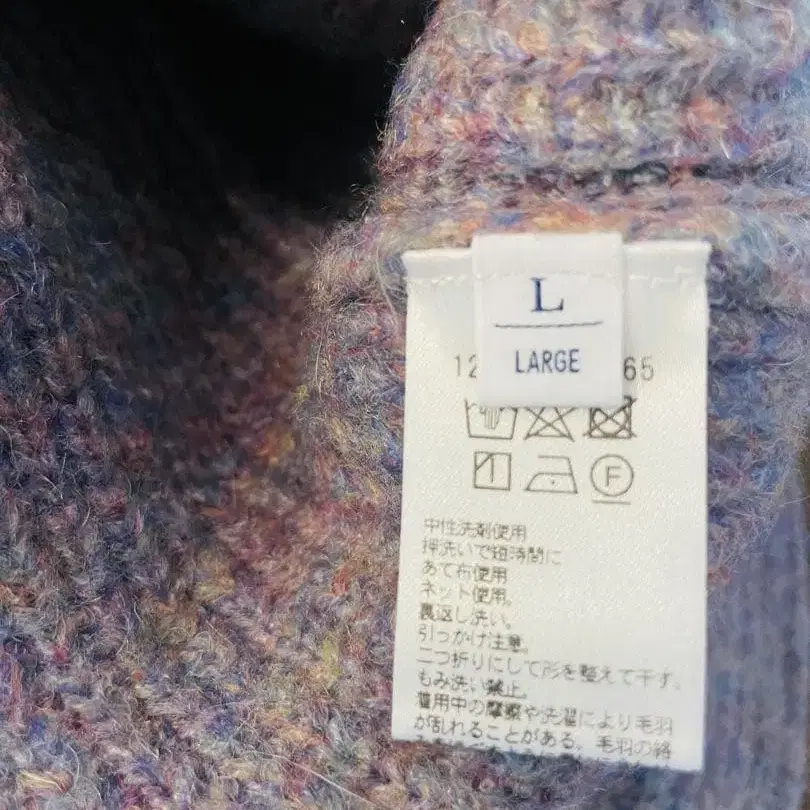 L
LARGE
12 65
F
中性洗剤使用
押洗いで短時間に
あて布使用
ネット使用。
裏返し洗い。
引っかけ注意。
二つ折りにして形を整えて干す。
もみ洗い禁止。
着用中の摩擦や洗濯により毛羽
が乱れることがある。毛羽の絡